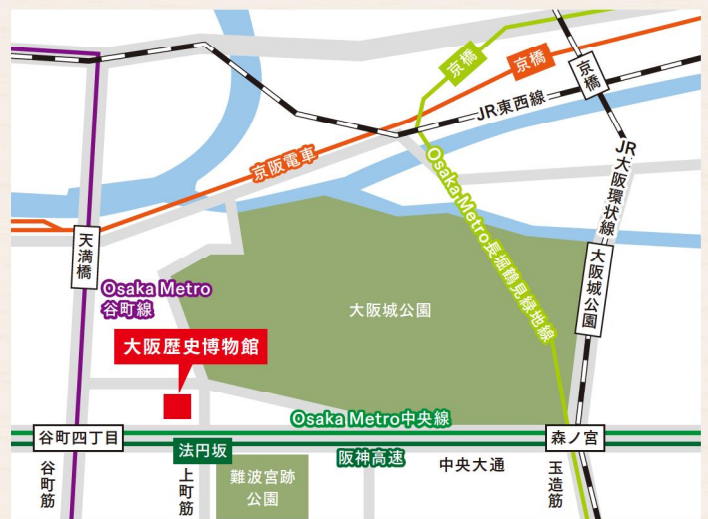 京橋
京橋
京橋
JR東西線
JR大阪環状線
京阪電車
Osaka Metro長堀鶴見緑地線
天満橋
大阪城公園
Osaka Metro
谷町線
大阪城公園
大阪歴史博物館
Osaka Metro中央線
谷町四丁目
森ノ宮
法円坂
阪神高速
中央大通
谷町筋
上町筋
難波宮跡
公園
玉造筋